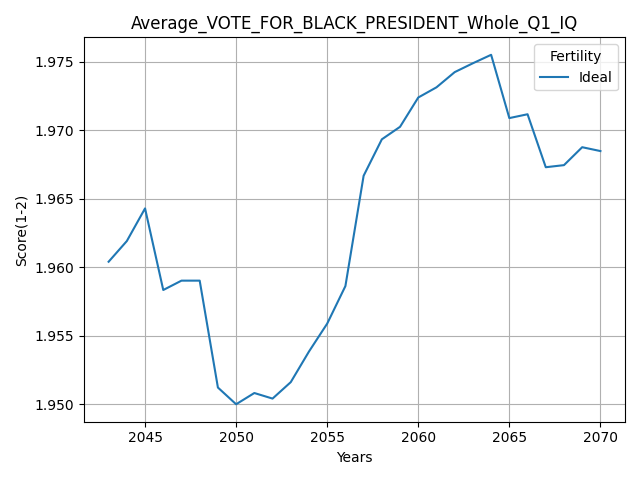 Average_VOTE_FOR_BLACK_PRESIDENT_Whole_Q1_IQ
Fertility
Ideal
Score(1-2)
1.975
1.970
1.965
1.960
1.955
1.950
2045 2050 2055 2060 2065 2070
Years